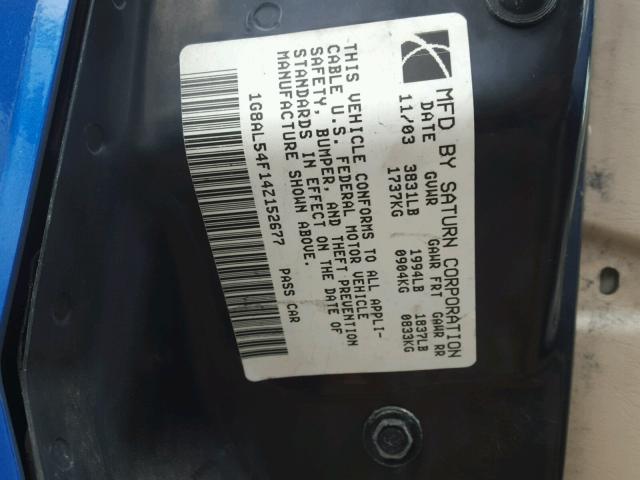 MFD BY SATURN CORPORATION
DATE GVWR GAWR FRT GAWR RR
11/03 3831LB 1994LB 1837LB
1737KG 0904KG 0833KG
THIS VEHICLE CONFORMS TO ALL APPLI-
CABLE U.S. FEDERAL MOTOR VEHICLE
SAFETY, BUMPER, AND THEFT PREVENTION
STANDARDS IN EFFECT ON THE DATE OF
MANUFACTURE SHOWN ABOVE.
1G8AL54F14Z152677 PASS CAR